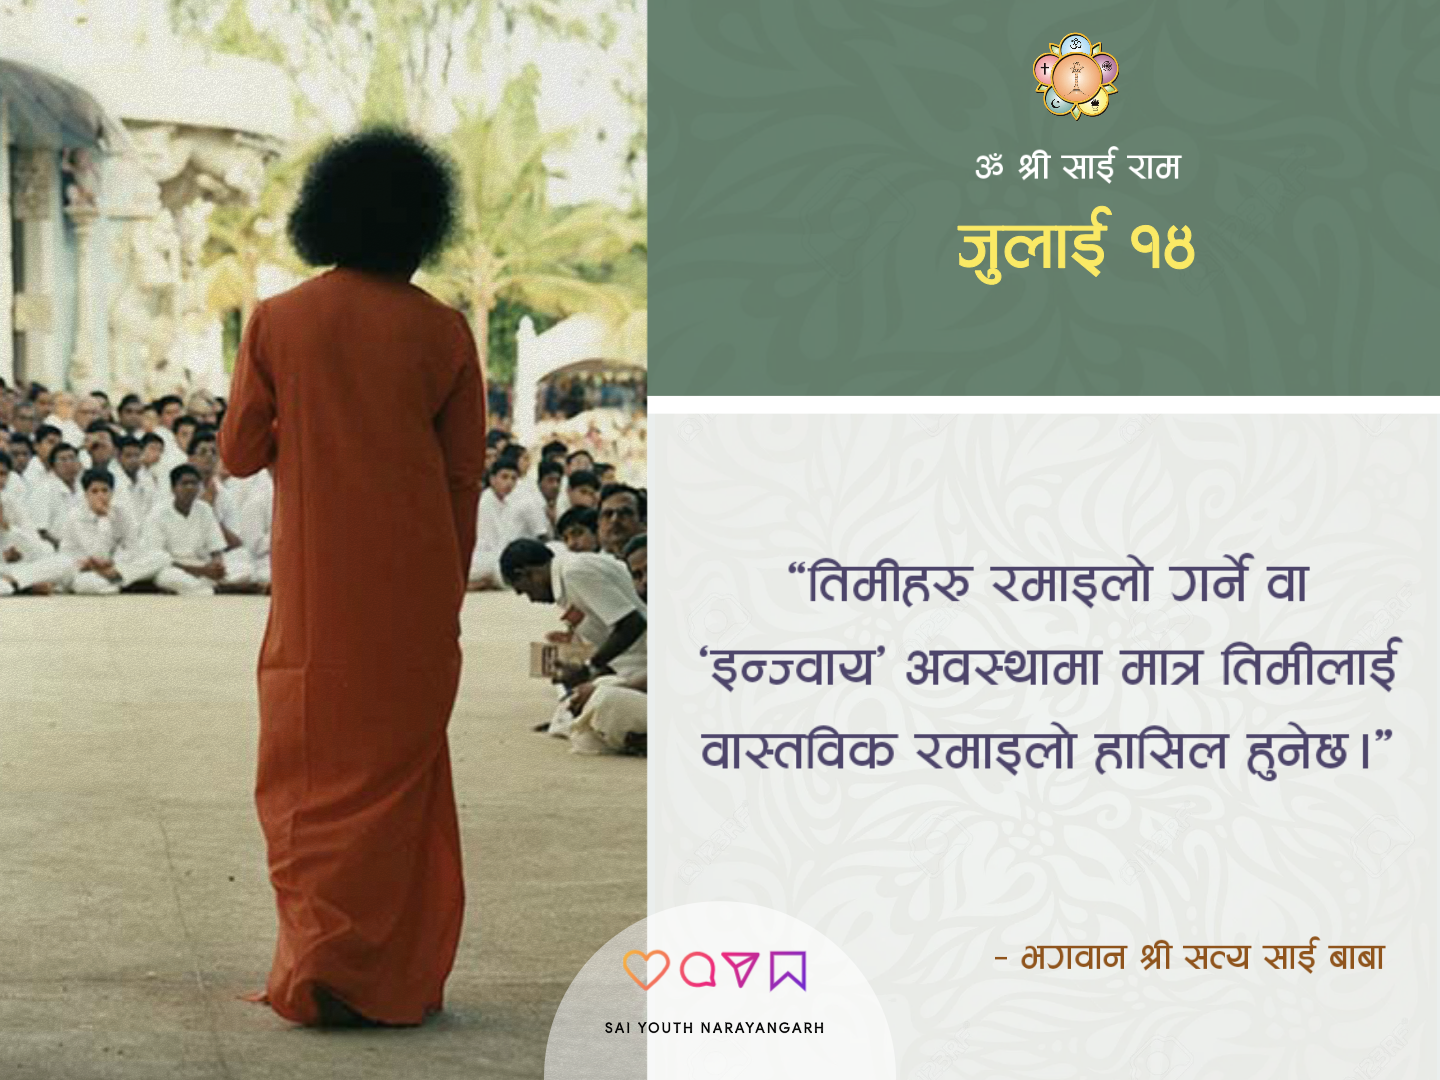 ॐ श्री साई राम
जुलाई १४
“तिमीहरु रमाइलो गर्ने वा
‘इन्ज्वाय’ अवस्थामा मात्र तिमीलाई
वास्तविक रमाइलो हासिल हुनेछ।”
- भगवान श्री सत्य साई बाबा
SAI YOUTH NARAYANGARH